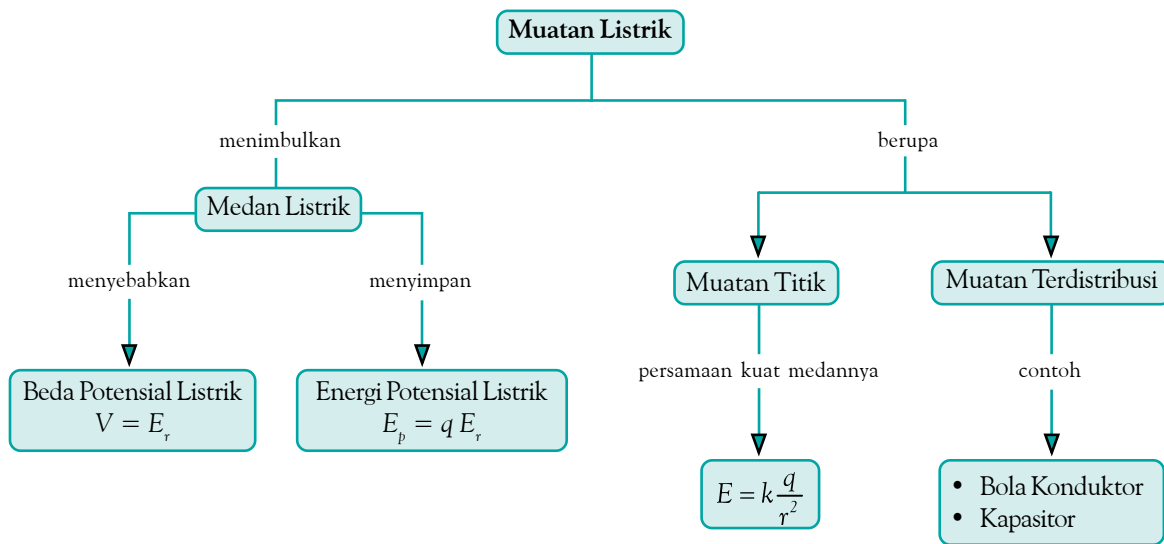 Muatan Listrik
menimbulkan
berupa
Medan Listrik
menyebabkan
menyimpan
Muatan Titik
Muatan Terdistribusi
Beda Potensial Listrik
V = E_r
Energi Potensial Listrik
E_p = q E_r
persamaan kuat medannya
contoh
E = k q/r²
• Bola Konduktor
• Kapasitor